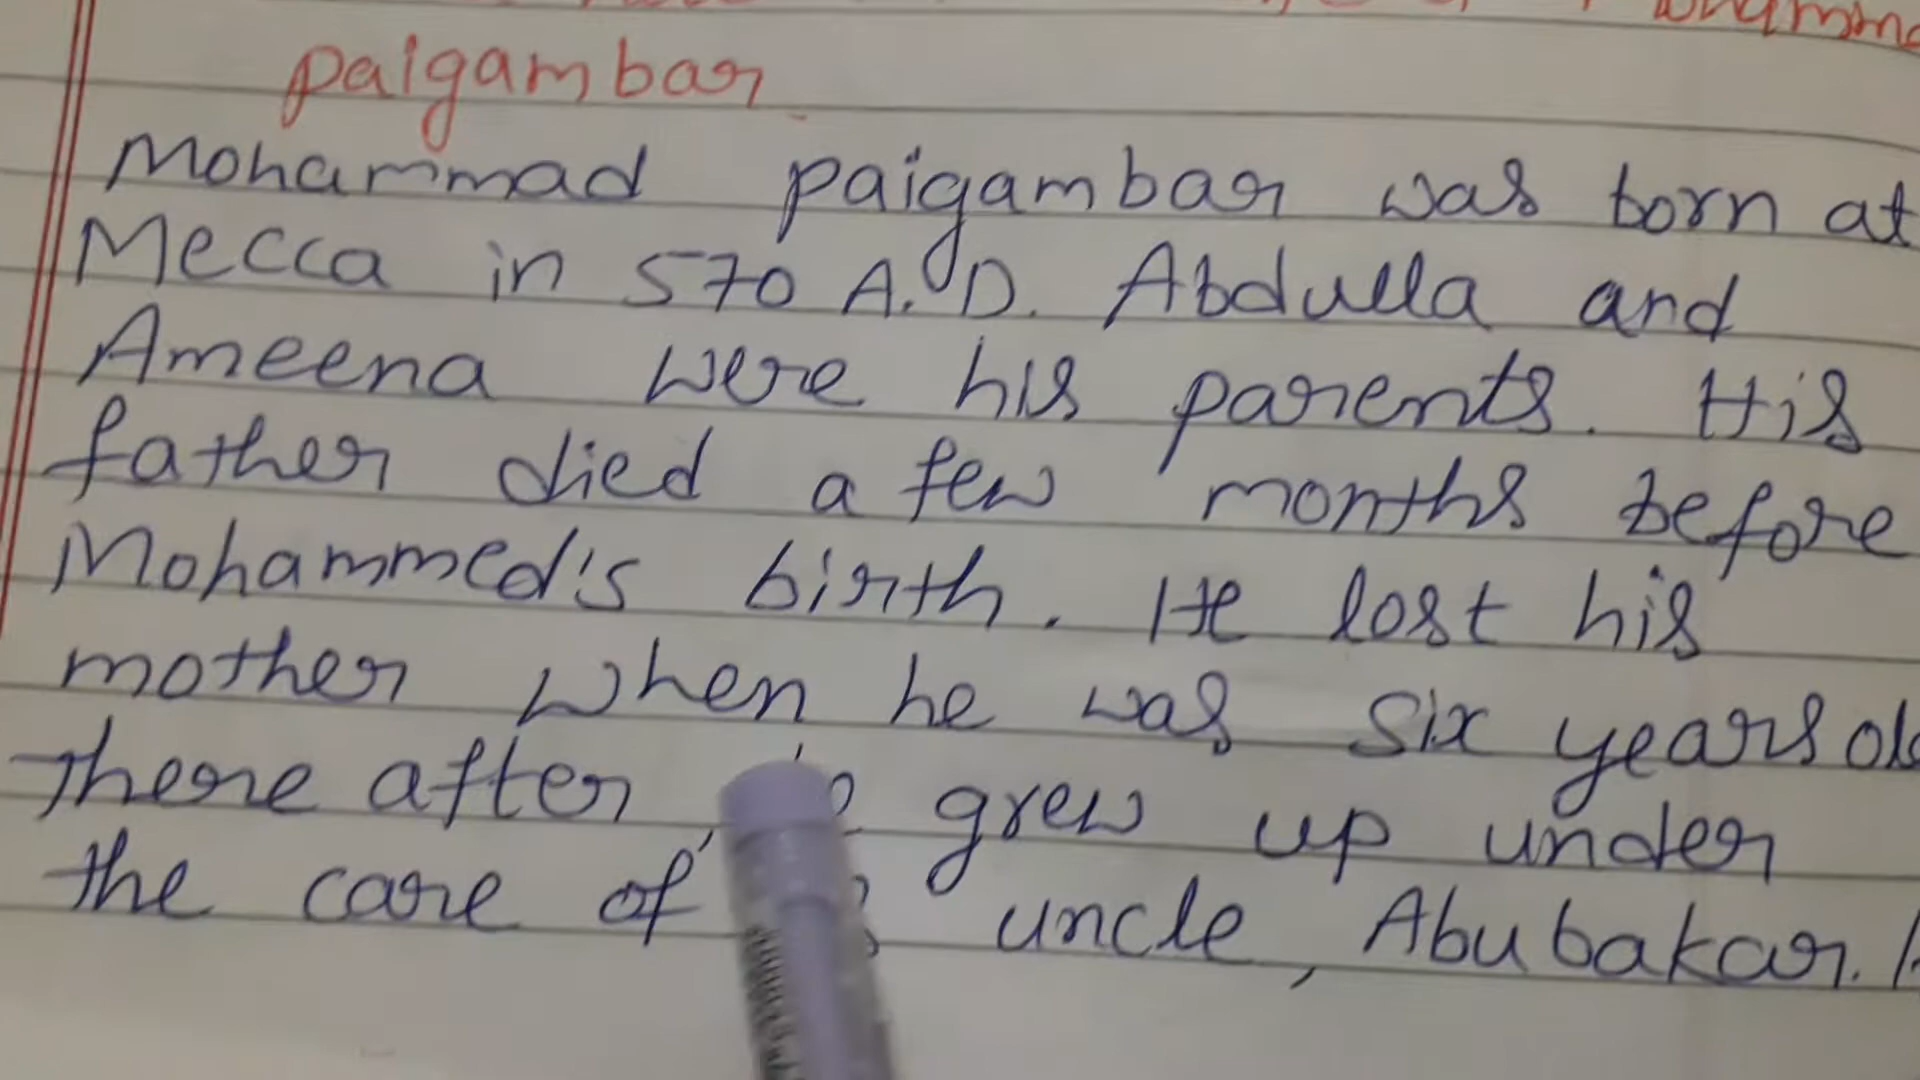 paigambar
Mohammad paigambar was born at
Mecca in 570 A.D. Abdulla and
Ameena were his parents. His
father died a few months before
Mohammed's birth. He lost his
mother when he was six years
there after, grew up under
the care of uncle, Abubakar.